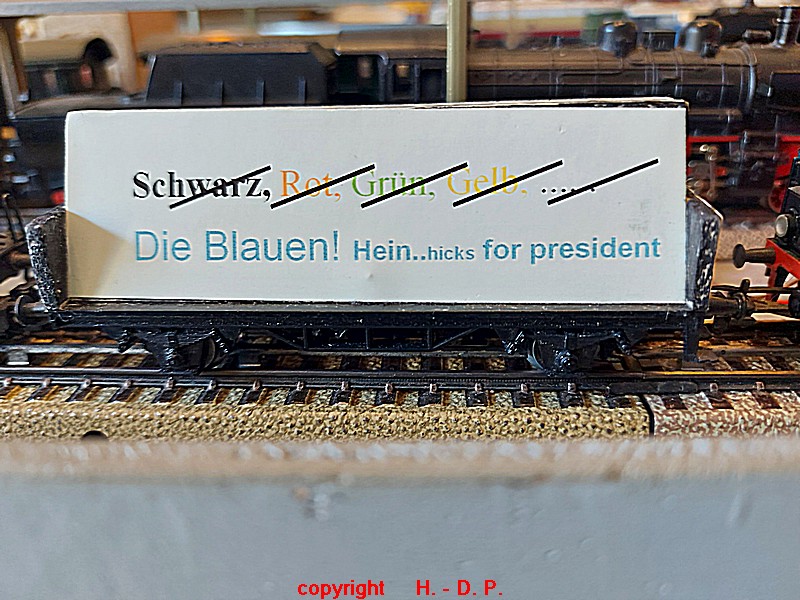 Schwarz, Rot, Grün, Gelb, ......
Die Blauen! Hein..hicks for president
copyright H. - D. P.